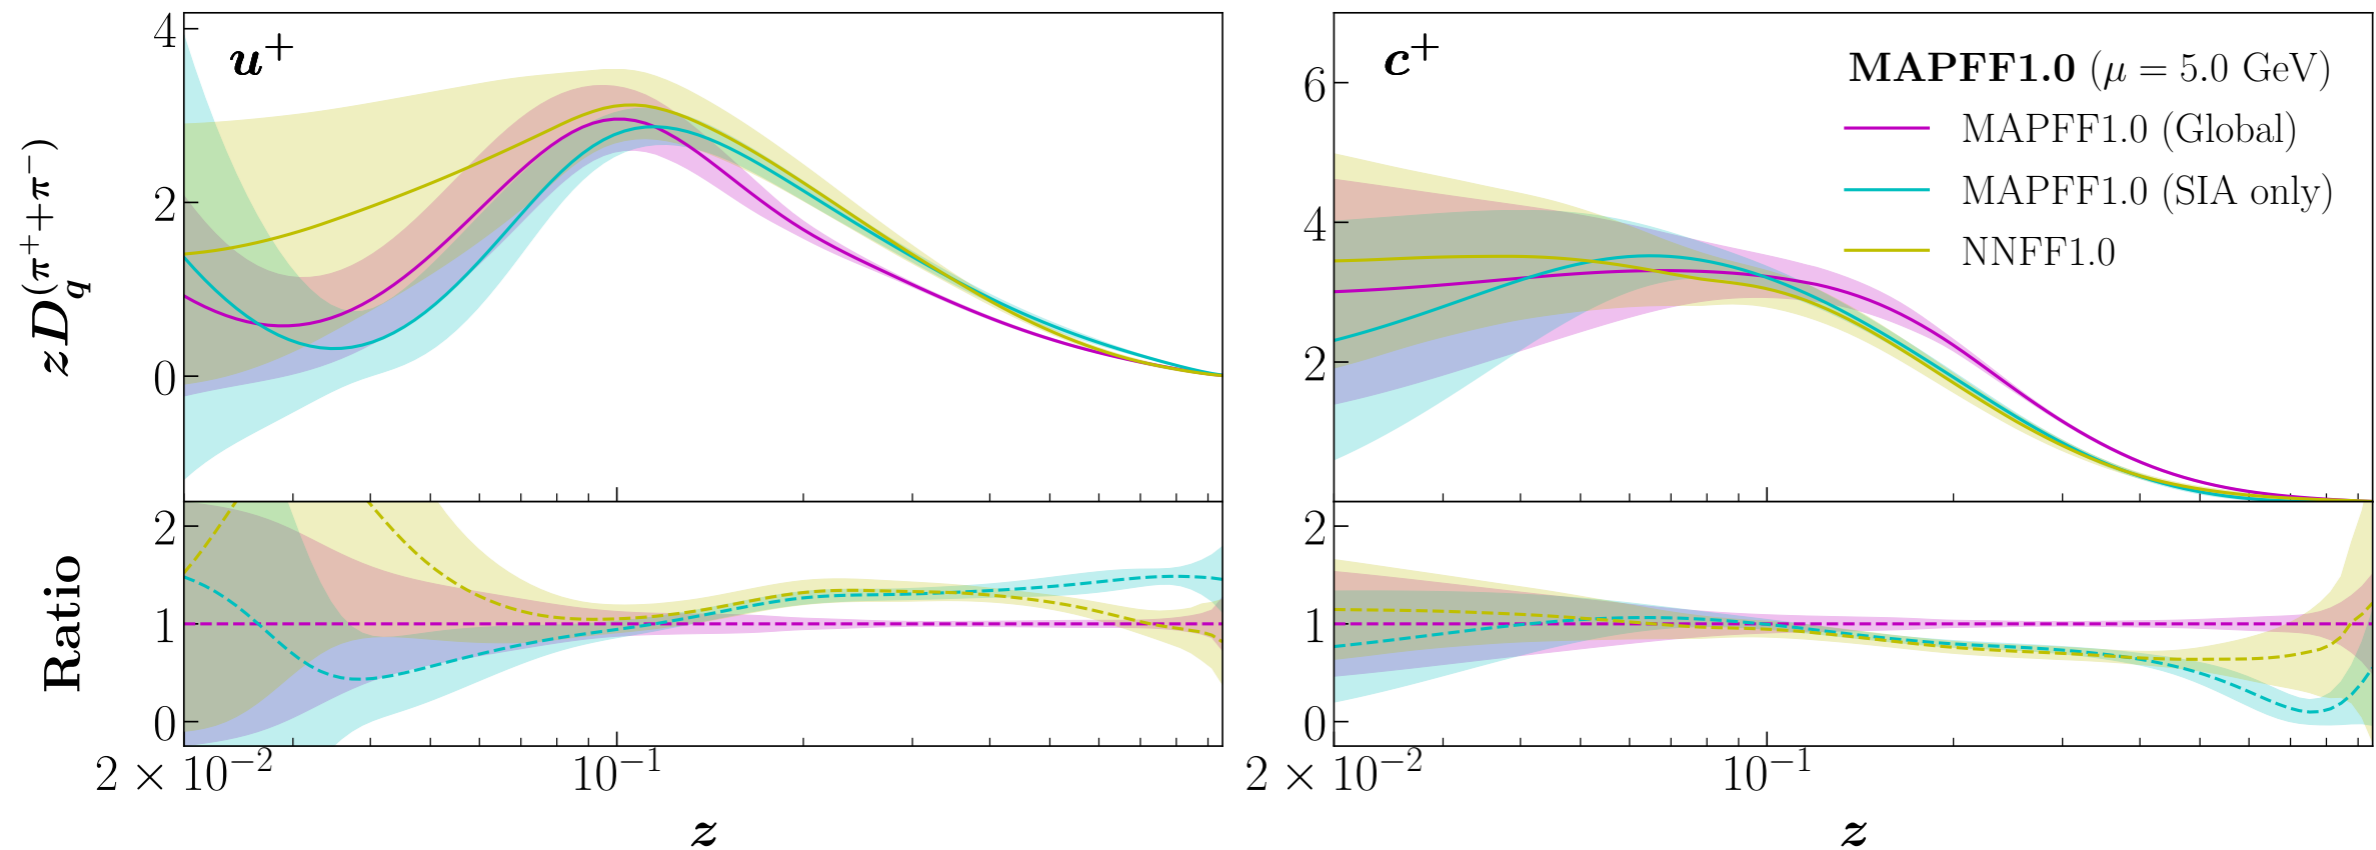 u⁺
4
2
0
zD_q^(π⁺+π⁻)
c⁺
6
4
2
MAPFF1.0 (μ = 5.0 GeV)
MAPFF1.0 (Global)
MAPFF1.0 (SIA only)
NNFF1.0
Ratio
2
1
0
2
1
0
2 × 10⁻²
10⁻¹
2 × 10⁻²
10⁻¹
z
z